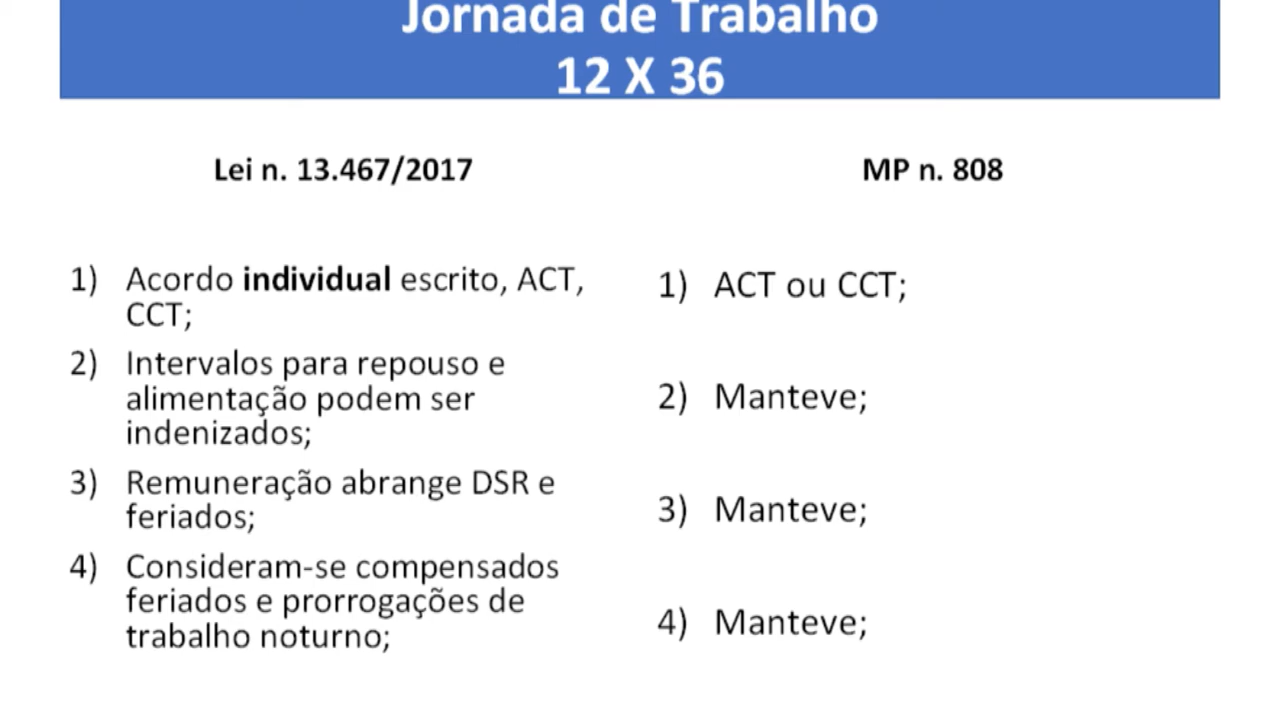 Jornada de Trabalho
12 X 36
Lei n. 13.467/2017
1) Acordo individual escrito, ACT,
CCT;
2) Intervalos para repouso e
alimentação podem ser
indenizados;
3) Remuneração abrange DSR e
feriados;
4) Consideram-se compensados
feriados e prorrogações de
trabalho noturno;
MP n. 808
1) ACT ou CCT;
2) Manteve;
3) Manteve;
4) Manteve;